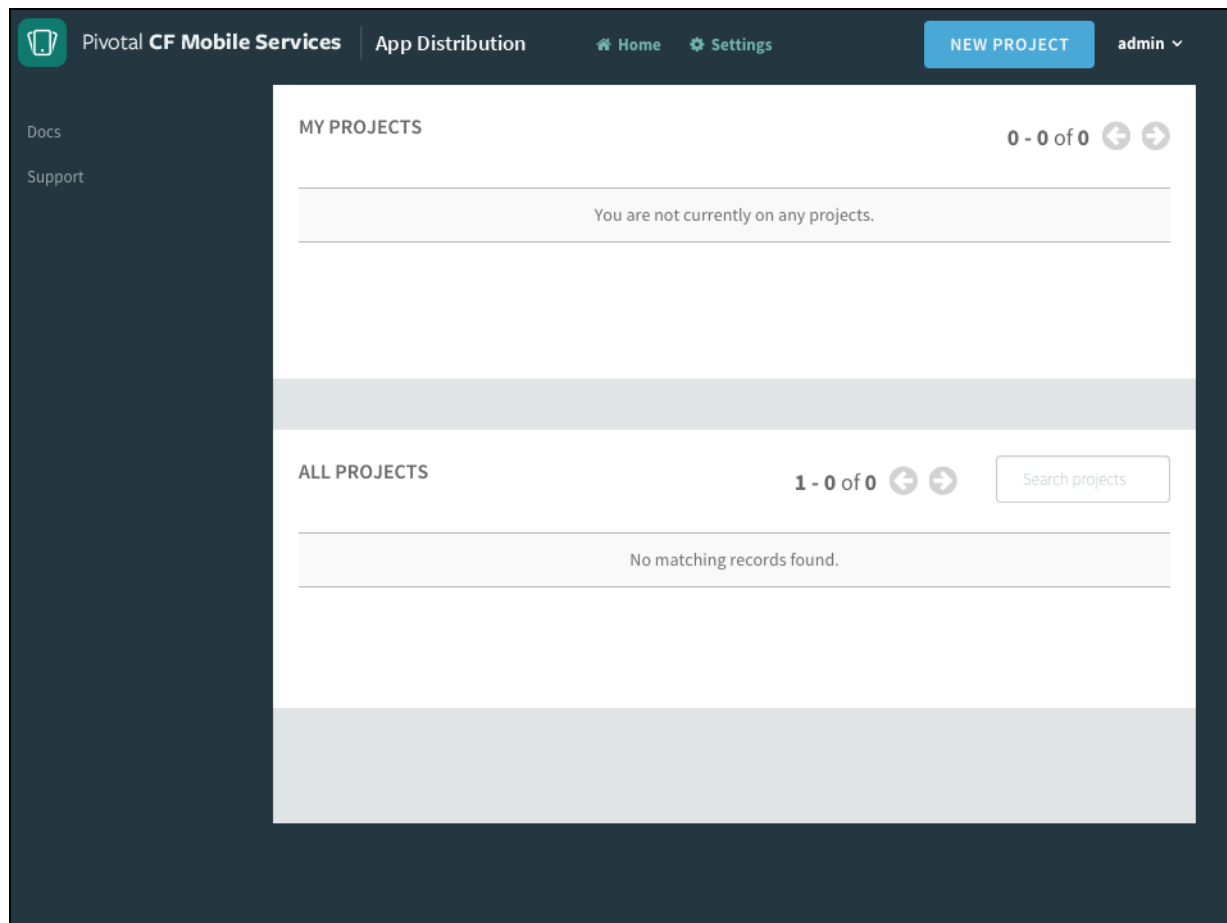 Pivotal CF Mobile Services App Distribution Home Settings NEW PROJECT admin
Docs
Support
MY PROJECTS
0 - 0 of 0
You are not currently on any projects.
ALL PROJECTS
1 - 0 of 0
Search projects
No matching records found.